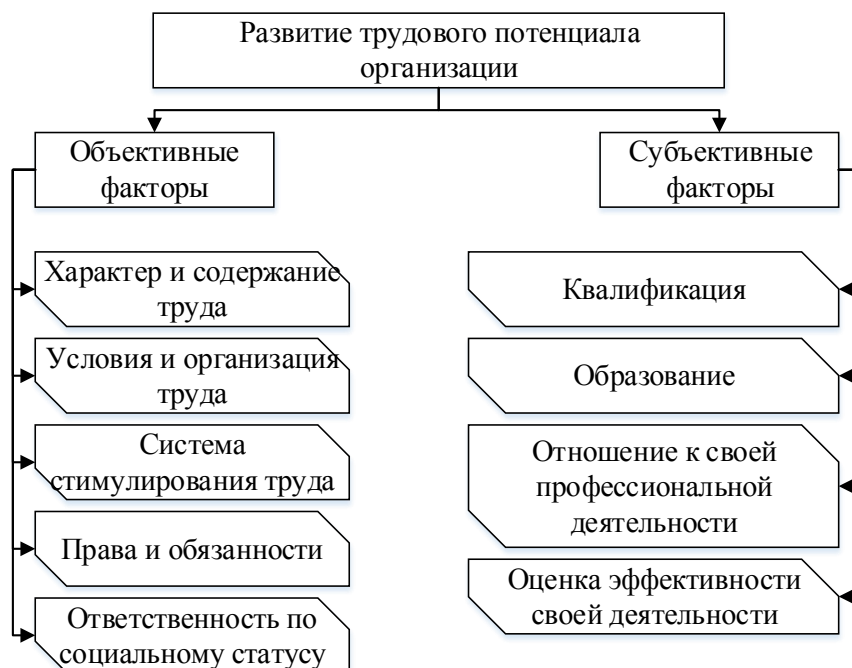 Развитие трудового потенциала
организации
Объективные
факторы
Характер и содержание
труда
Условия и организация
труда
Система
стимулирования труда
Права и обязанности
Ответственность по
социальному статусу
Субъективные
факторы
Квалификация
Образование
Отношение к своей
профессиональной
деятельности
Оценка эффективности
своей деятельности